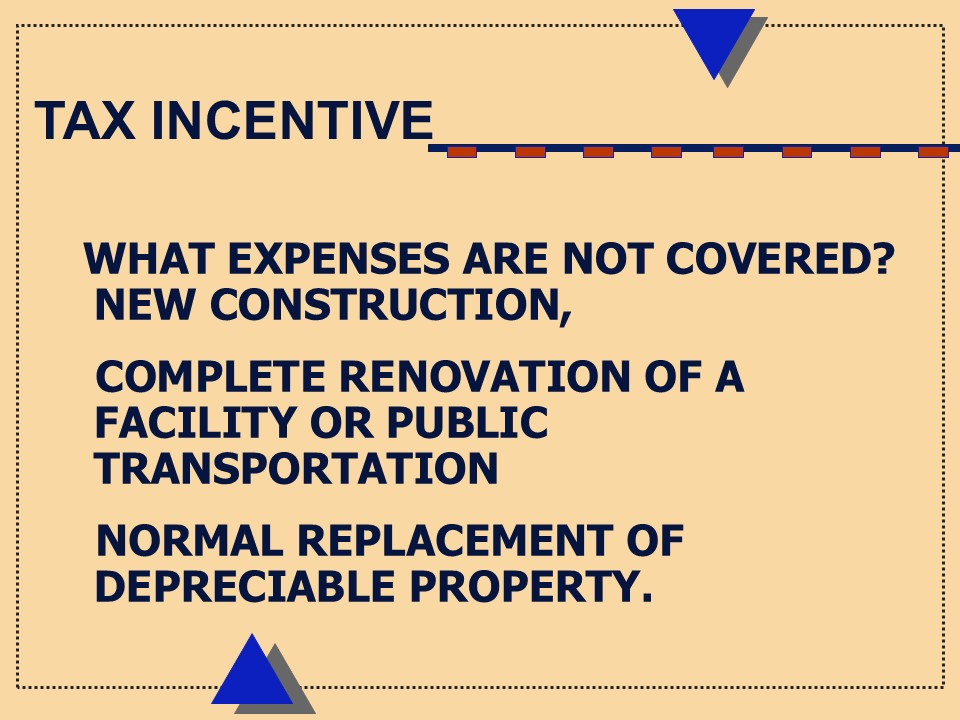 TAX INCENTIVE
WHAT EXPENSES ARE NOT COVERED?
NEW CONSTRUCTION,
COMPLETE RENOVATION OF A
FACILITY OR PUBLIC
TRANSPORTATION
NORMAL REPLACEMENT OF
DEPRECIABLE PROPERTY.